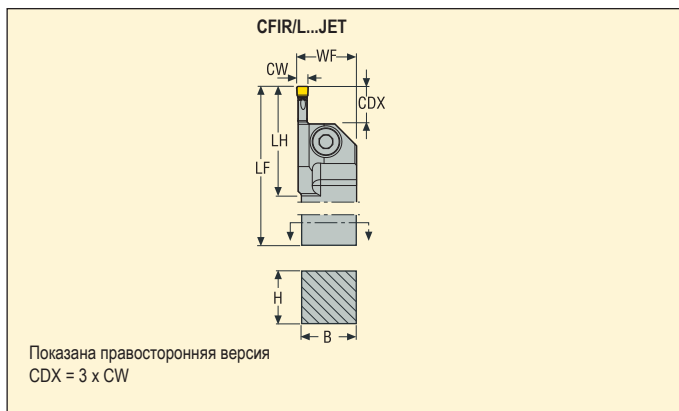 CFIR/L...JET
WF
CW
CDX
LH
LF
H
B
Показана правосторонняя версия
CDX = 3 x CW